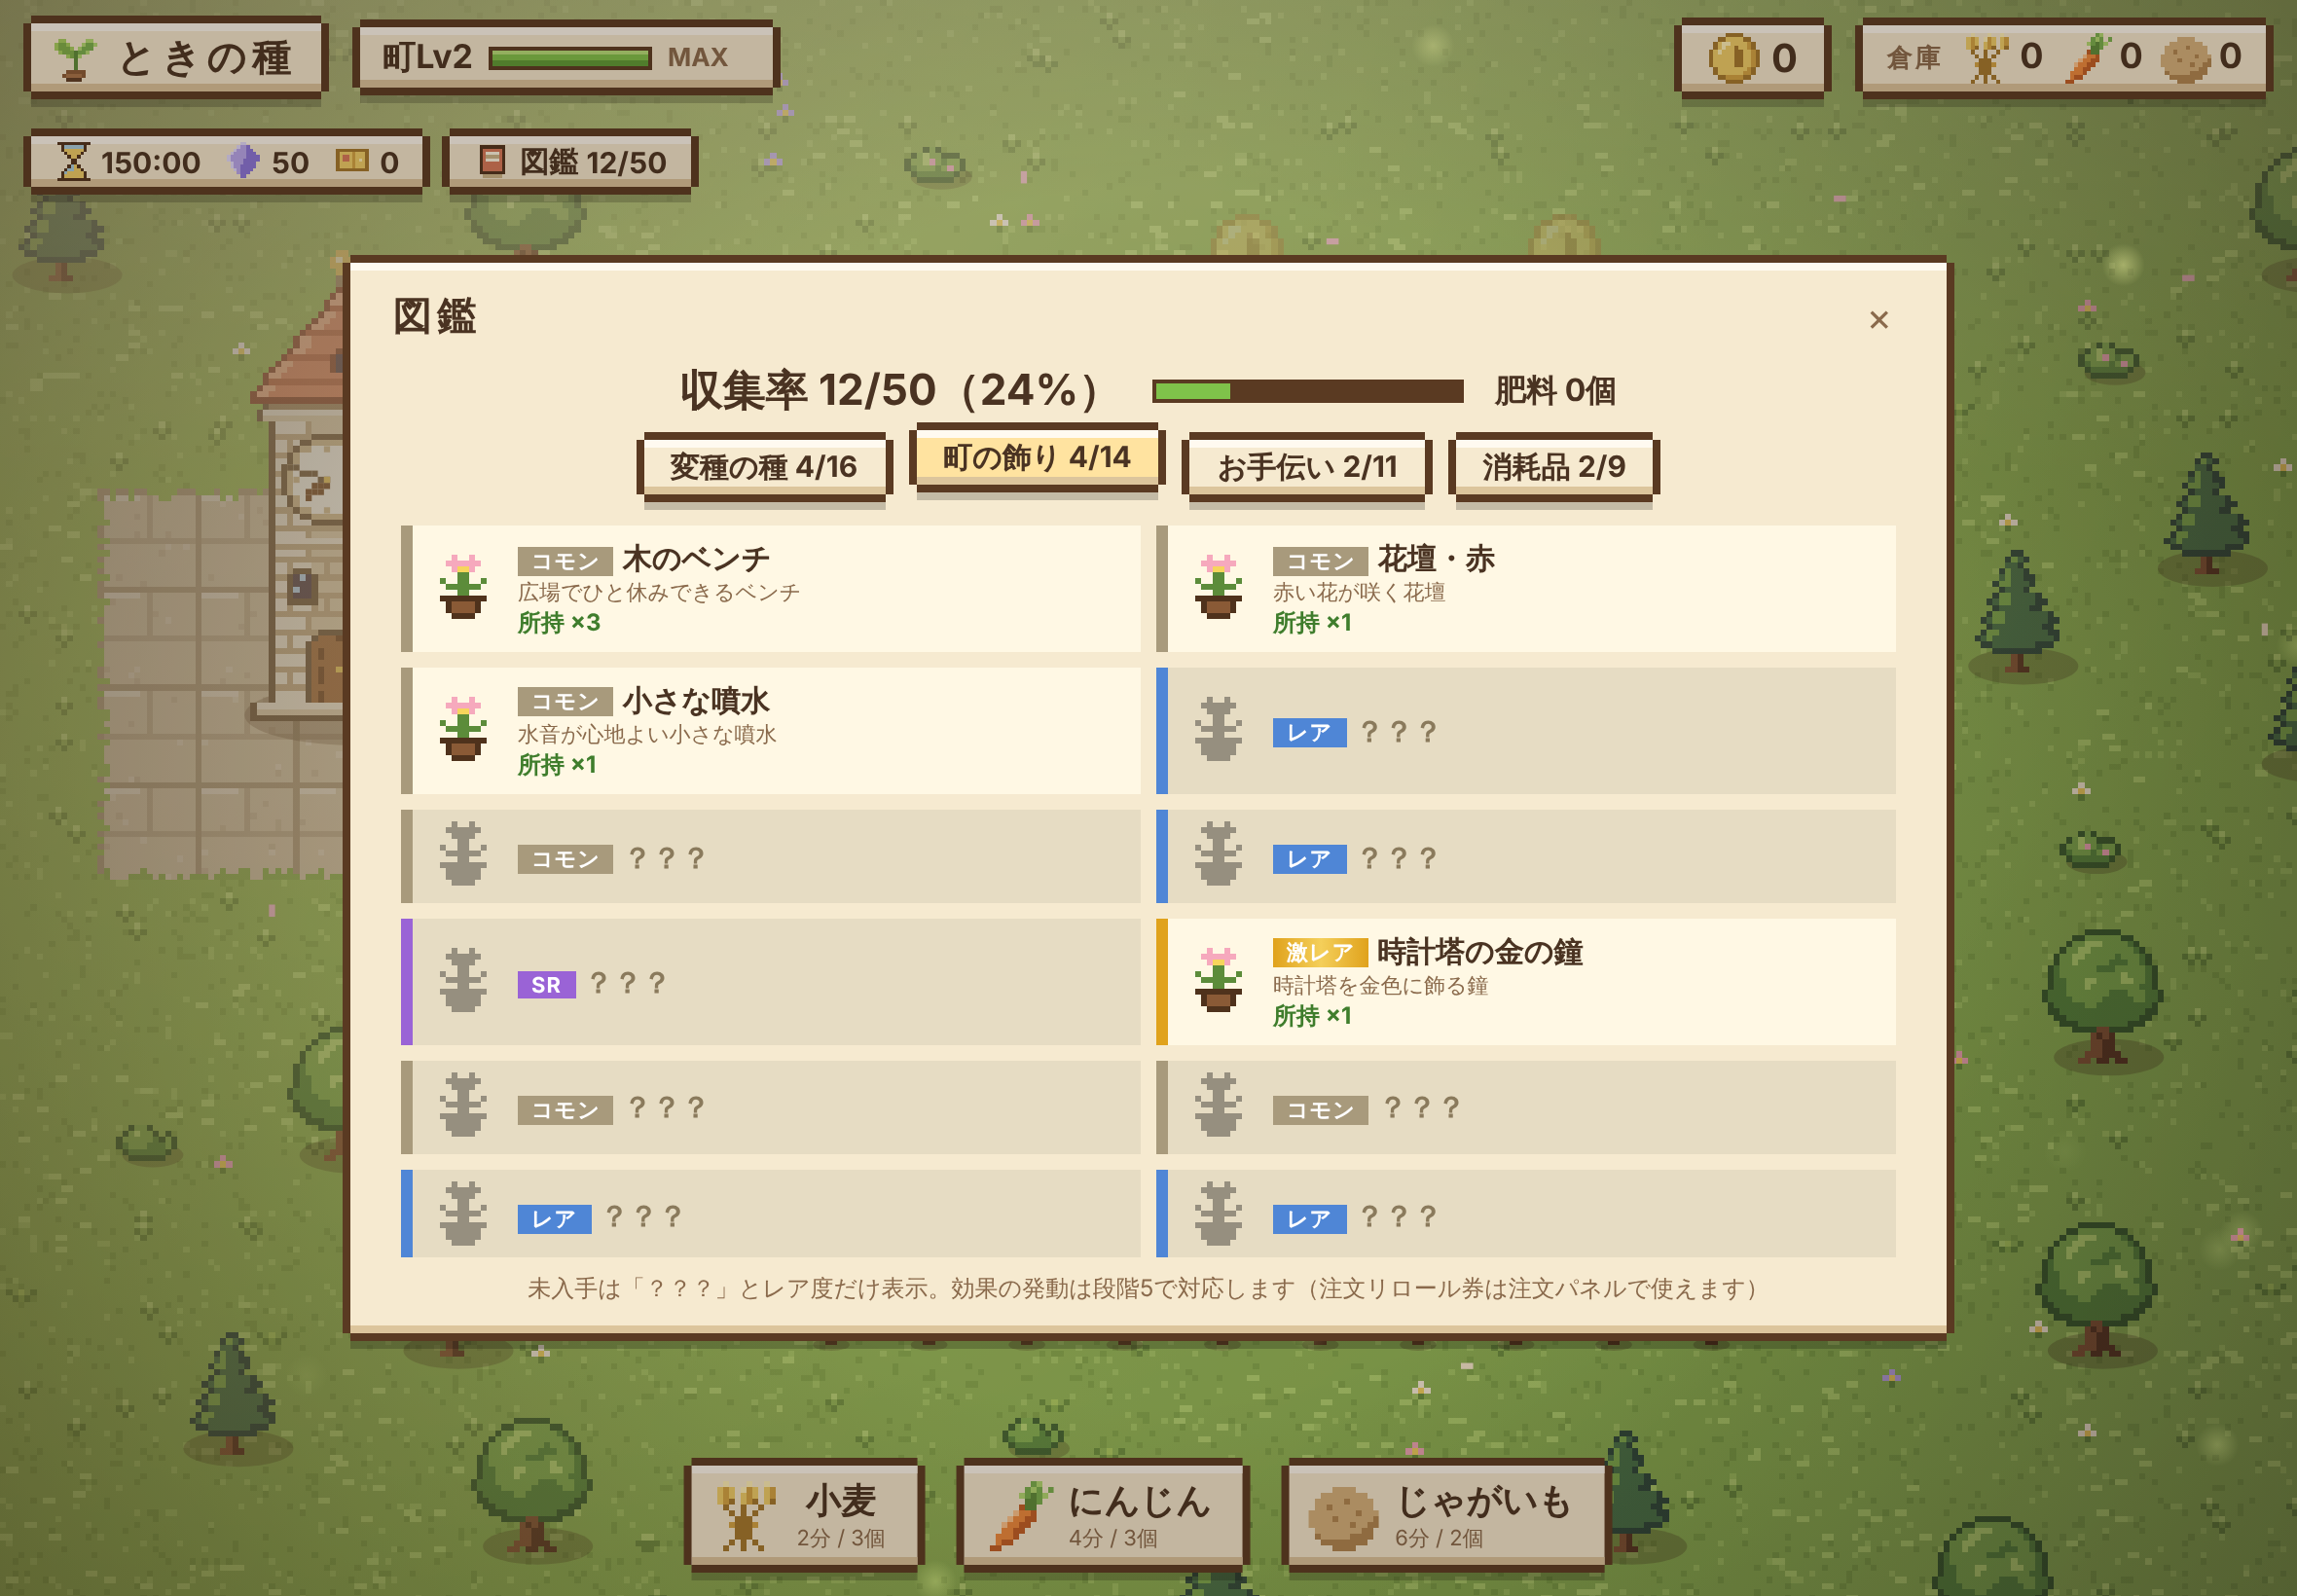 ときの種
町Lv2 MAX
0
倉庫 0 0 0
150:00 50 0
図鑑 12/50
図鑑
×
収集率 12/50（24%）
肥料 0個
変種の種 4/16
町の飾り 4/14
お手伝い 2/11
消耗品 2/9
コモン 木のベンチ
広場でひと休みできるベンチ
所持 ×3
コモン 花壇・赤
赤い花が咲く花壇
所持 ×1
コモン 小さな噴水
水音が心地よい小さな噴水
所持 ×1
レア ？？？
コモン ？？？
レア ？？？
SR ？？？
激レア 時計塔の金の鐘
時計塔を金色に飾る鐘
所持 ×1
コモン ？？？
コモン ？？？
レア ？？？
レア ？？？
未入手は「？？？」とレア度だけ表示。効果の発動は段階5で対応します（注文リロール券は注文パネルで使えます）
小麦
2分 / 3個
にんじん
4分 / 3個
じゃがいも
6分 / 2個